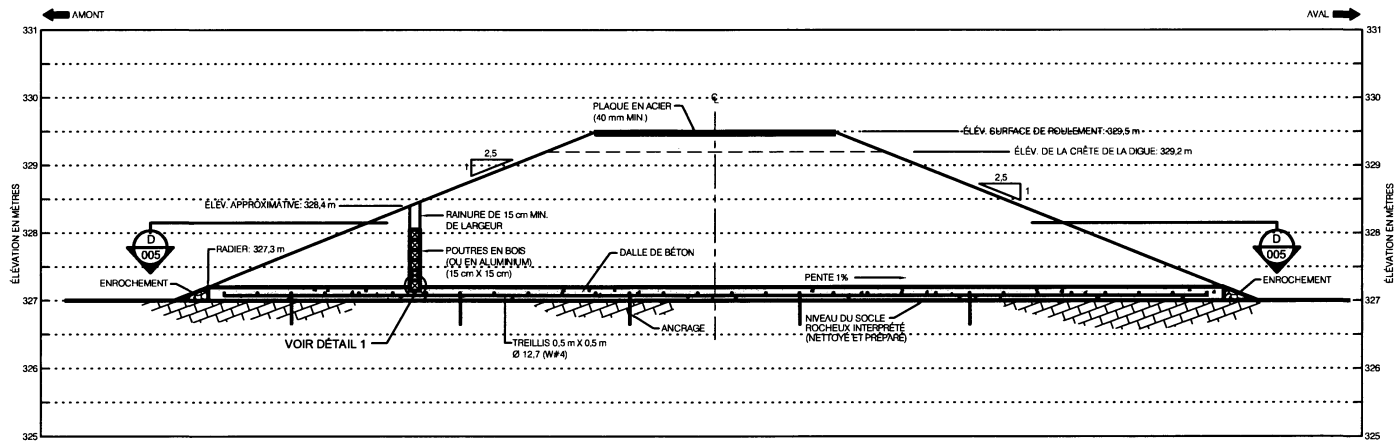 AMONT
AVAL
331
331
330
330
329
329
328
328
327
327
326
326
325
325
ÉLÉVATION EN MÈTRES
ÉLÉVATION EN MÈTRES
PLAQUE EN ACIER
(40 mm MIN.)
ÉLÉV. SURFACE DE ROULEMENT: 329,5 m
ÉLÉV. DE LA CRÊTE DE LA DIGUE: 329,2 m
2,5
1
2,5
1
ÉLÉV. APPROXIMATIVE: 328,4 m
RAINURE DE 15 cm MIN.
DE LARGEUR
D
005
D
005
RADIER: 327,3 m
POUTRES EN BOIS
(OU EN ALUMINIUM)
(15 cm X 15 cm)
DALLE DE BÉTON
PENTE 1%
ENROCHEMENT
ENROCHEMENT
VOIR DÉTAIL 1
TREILLIS 0,5 m X 0,5 m
Ø 12,7 (W#4)
ANCRAGE
NIVEAU DU SOCLE
ROCHEUX INTERPRÉTÉ
(NETTOYÉ ET PRÉPARÉ)